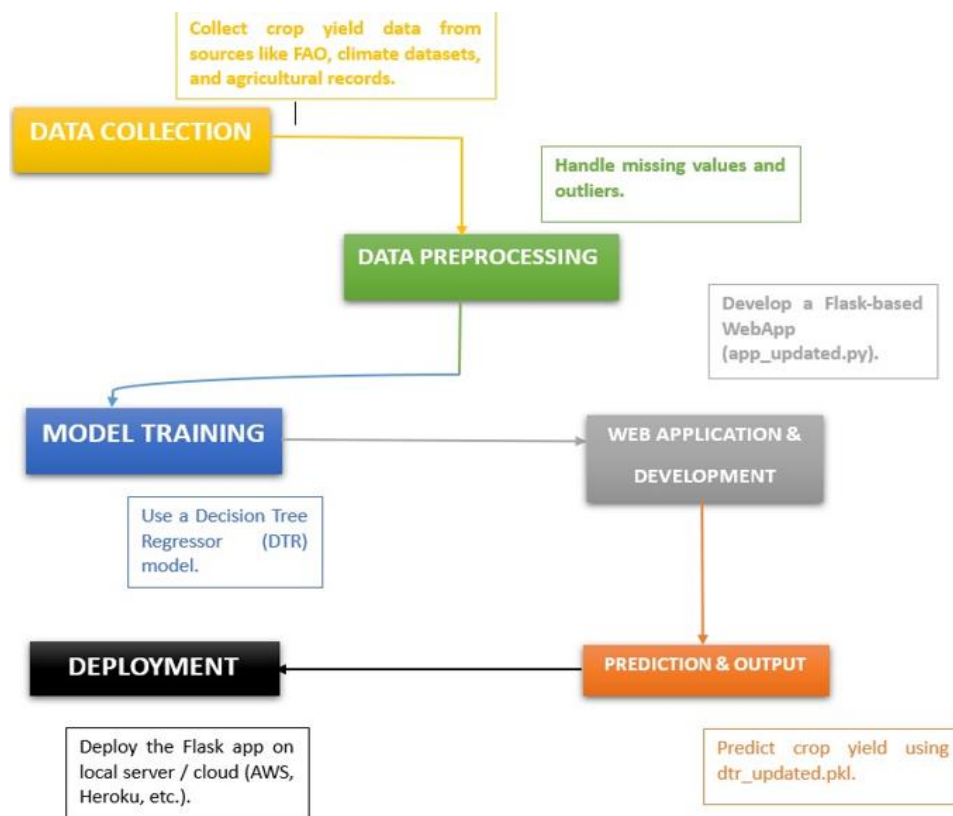 Collect crop yield data from
sources like FAO, climate datasets,
and agricultural records.
DATA COLLECTION
Handle missing values and
outliers.
DATA PREPROCESSING
Develop a Flask-based
WebApp
(app_updated.py).
MODEL TRAINING
WEB APPLICATION &
DEVELOPMENT
Use a Decision Tree
Regressor (DTR)
model.
DEPLOYMENT
PREDICTION & OUTPUT
Deploy the Flask app on
local server / cloud (AWS,
Heroku, etc.).
Predict crop yield using
dtr_updated.pkl.